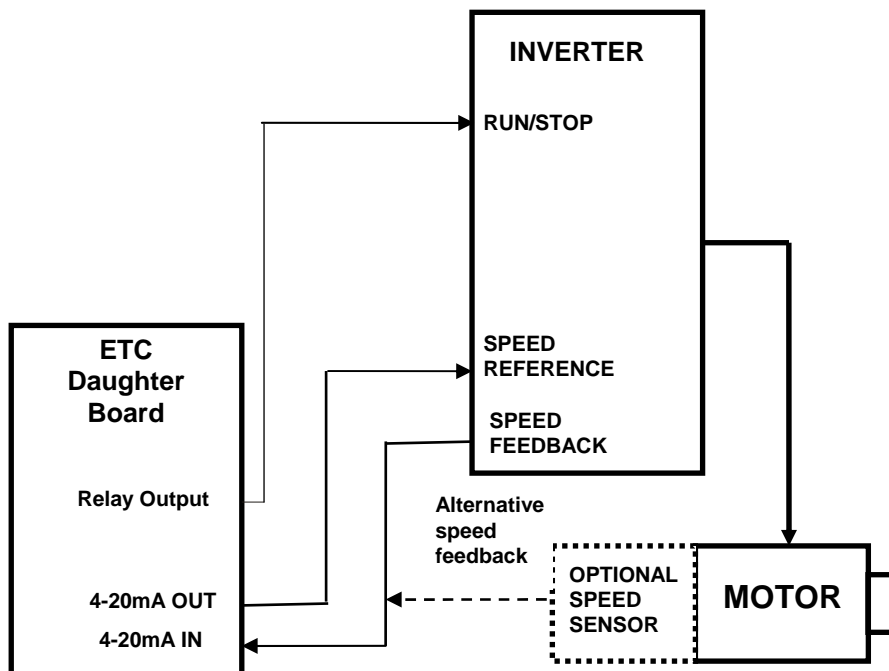 INVERTER
RUN/STOP
SPEED
REFERENCE
SPEED
FEEDBACK
ETC
Daughter
Board
Relay Output
4-20mA OUT
4-20mA IN
Alternative
speed
feedback
OPTIONAL
SPEED
SENSOR
MOTOR